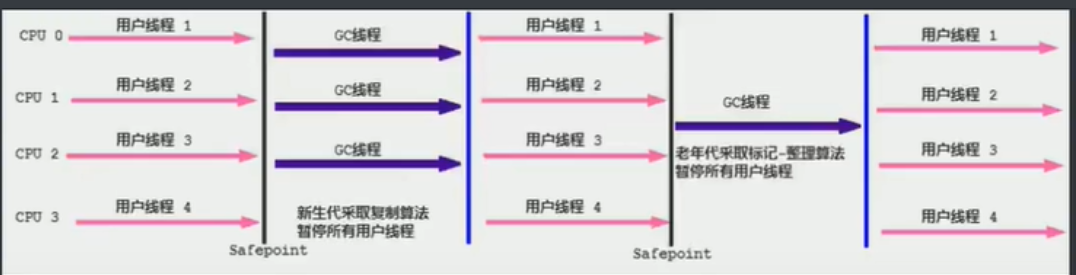 CPU 0
用户线程 1
GC线程
用户线程 1
用户线程 1
CPU 1
用户线程 2
GC线程
用户线程 2
GC线程
用户线程 2
CPU 2
用户线程 3
GC线程
用户线程 3
老年代采取标记-整理算法
暂停所有用户线程
用户线程 3
CPU 3
用户线程 4
新生代采取复制算法
暂停所有用户线程
用户线程 4
用户线程 4
Safepoint
Safepoint